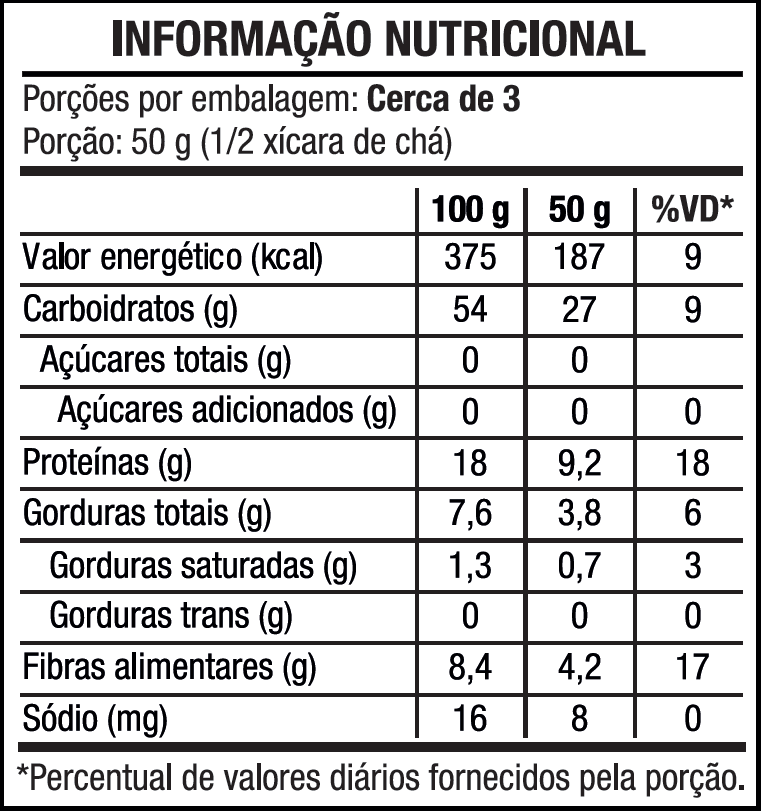 INFORMAÇÃO NUTRICIONAL
Porções por embalagem: Cerca de 3
Porção: 50 g (1/2 xícara de chá)
100 g 50 g %VD*
Valor energético (kcal) 375 187 9
Carboidratos (g) 54 27 9
Açúcares totais (g) 0 0
Açúcares adicionados (g) 0 0 0
Proteínas (g) 18 9,2 18
Gorduras totais (g) 7,6 3,8 6
Gorduras saturadas (g) 1,3 0,7 3
Gorduras trans (g) 0 0 0
Fibras alimentares (g) 8,4 4,2 17
Sódio (mg) 16 8 0
*Percentual de valores diários fornecidos pela porção.